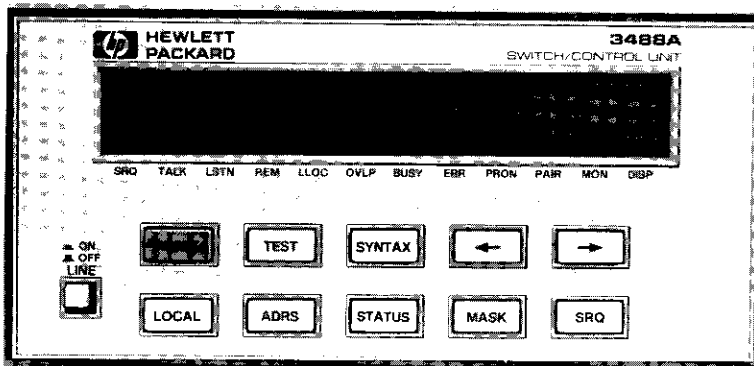 hp HEWLETT
PACKARD
3488A
SWITCH/CONTROL UNIT
SRQ TALK LSTN REM LLOC OVLP BUSY ERR PRON PAIR MON DISP
TEST SYNTAX ← →
ON
OFF
LINE
LOCAL ADRS STATUS MASK SRQ